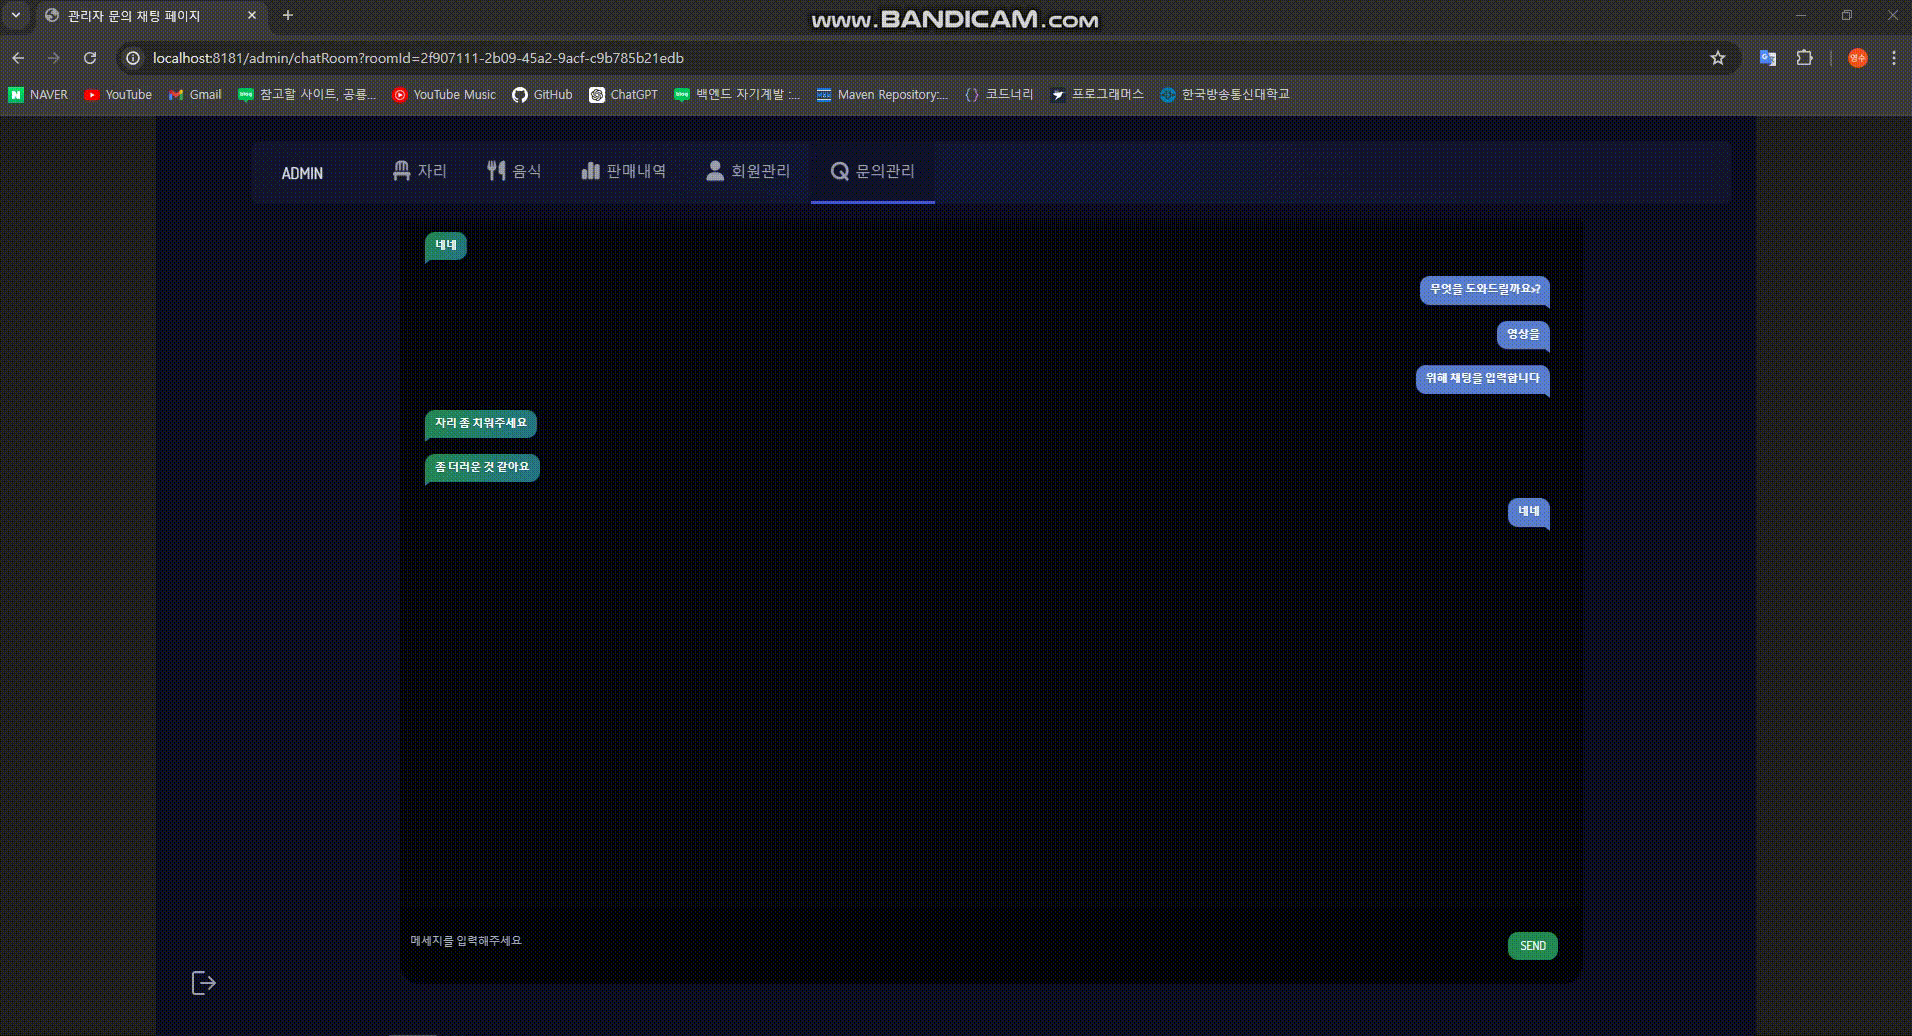 관리자 문의 채팅 페이지
www.BANDICAM.com
localhost:8181/admin/chatRoom?roomId=2f907111-2b09-45a2-9acf-c9b785b21edb
영수
NAVER YouTube Gmail 참고할 사이트, 공룡... YouTube Music GitHub ChatGPT 백앤드 자기계발 :... Maven Repository:... 코드너리 프로그래머스 한국방송통신대학교
ADMIN 자리 음식 판매내역 회원관리 문의관리
네네
무엇을 도와드릴까요>?
영상을
위해 채팅을 입력합니다
자리 좀 치워주세요
좀 더러운 것 같아요
네네
메세지를 입력해주세요
SEND